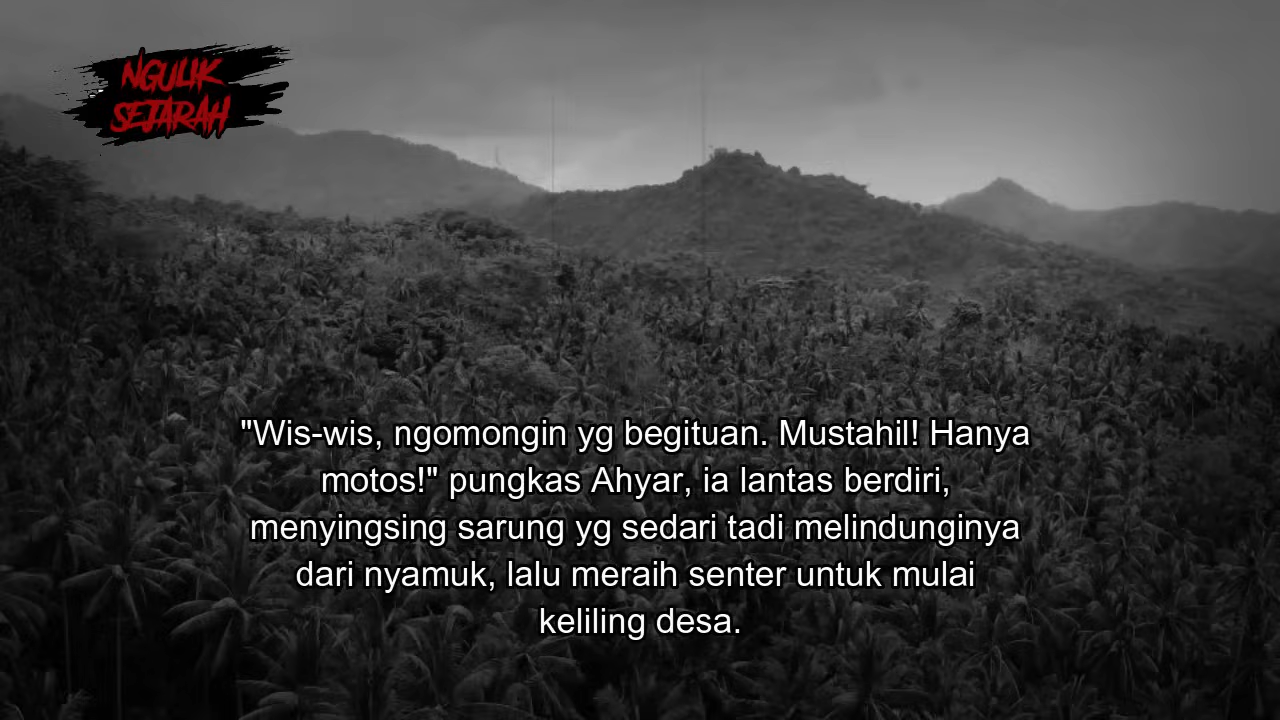 NGULIK
SEJARAH
"Wis-wis, ngomongin yg begituan. Mustahil! Hanya
motos!" pungkas Ahyar, ia lantas berdiri,
menyingsing sarung yg sedari tadi melindunginya
dari nyamuk, lalu meraih senter untuk mulai
keliling desa.